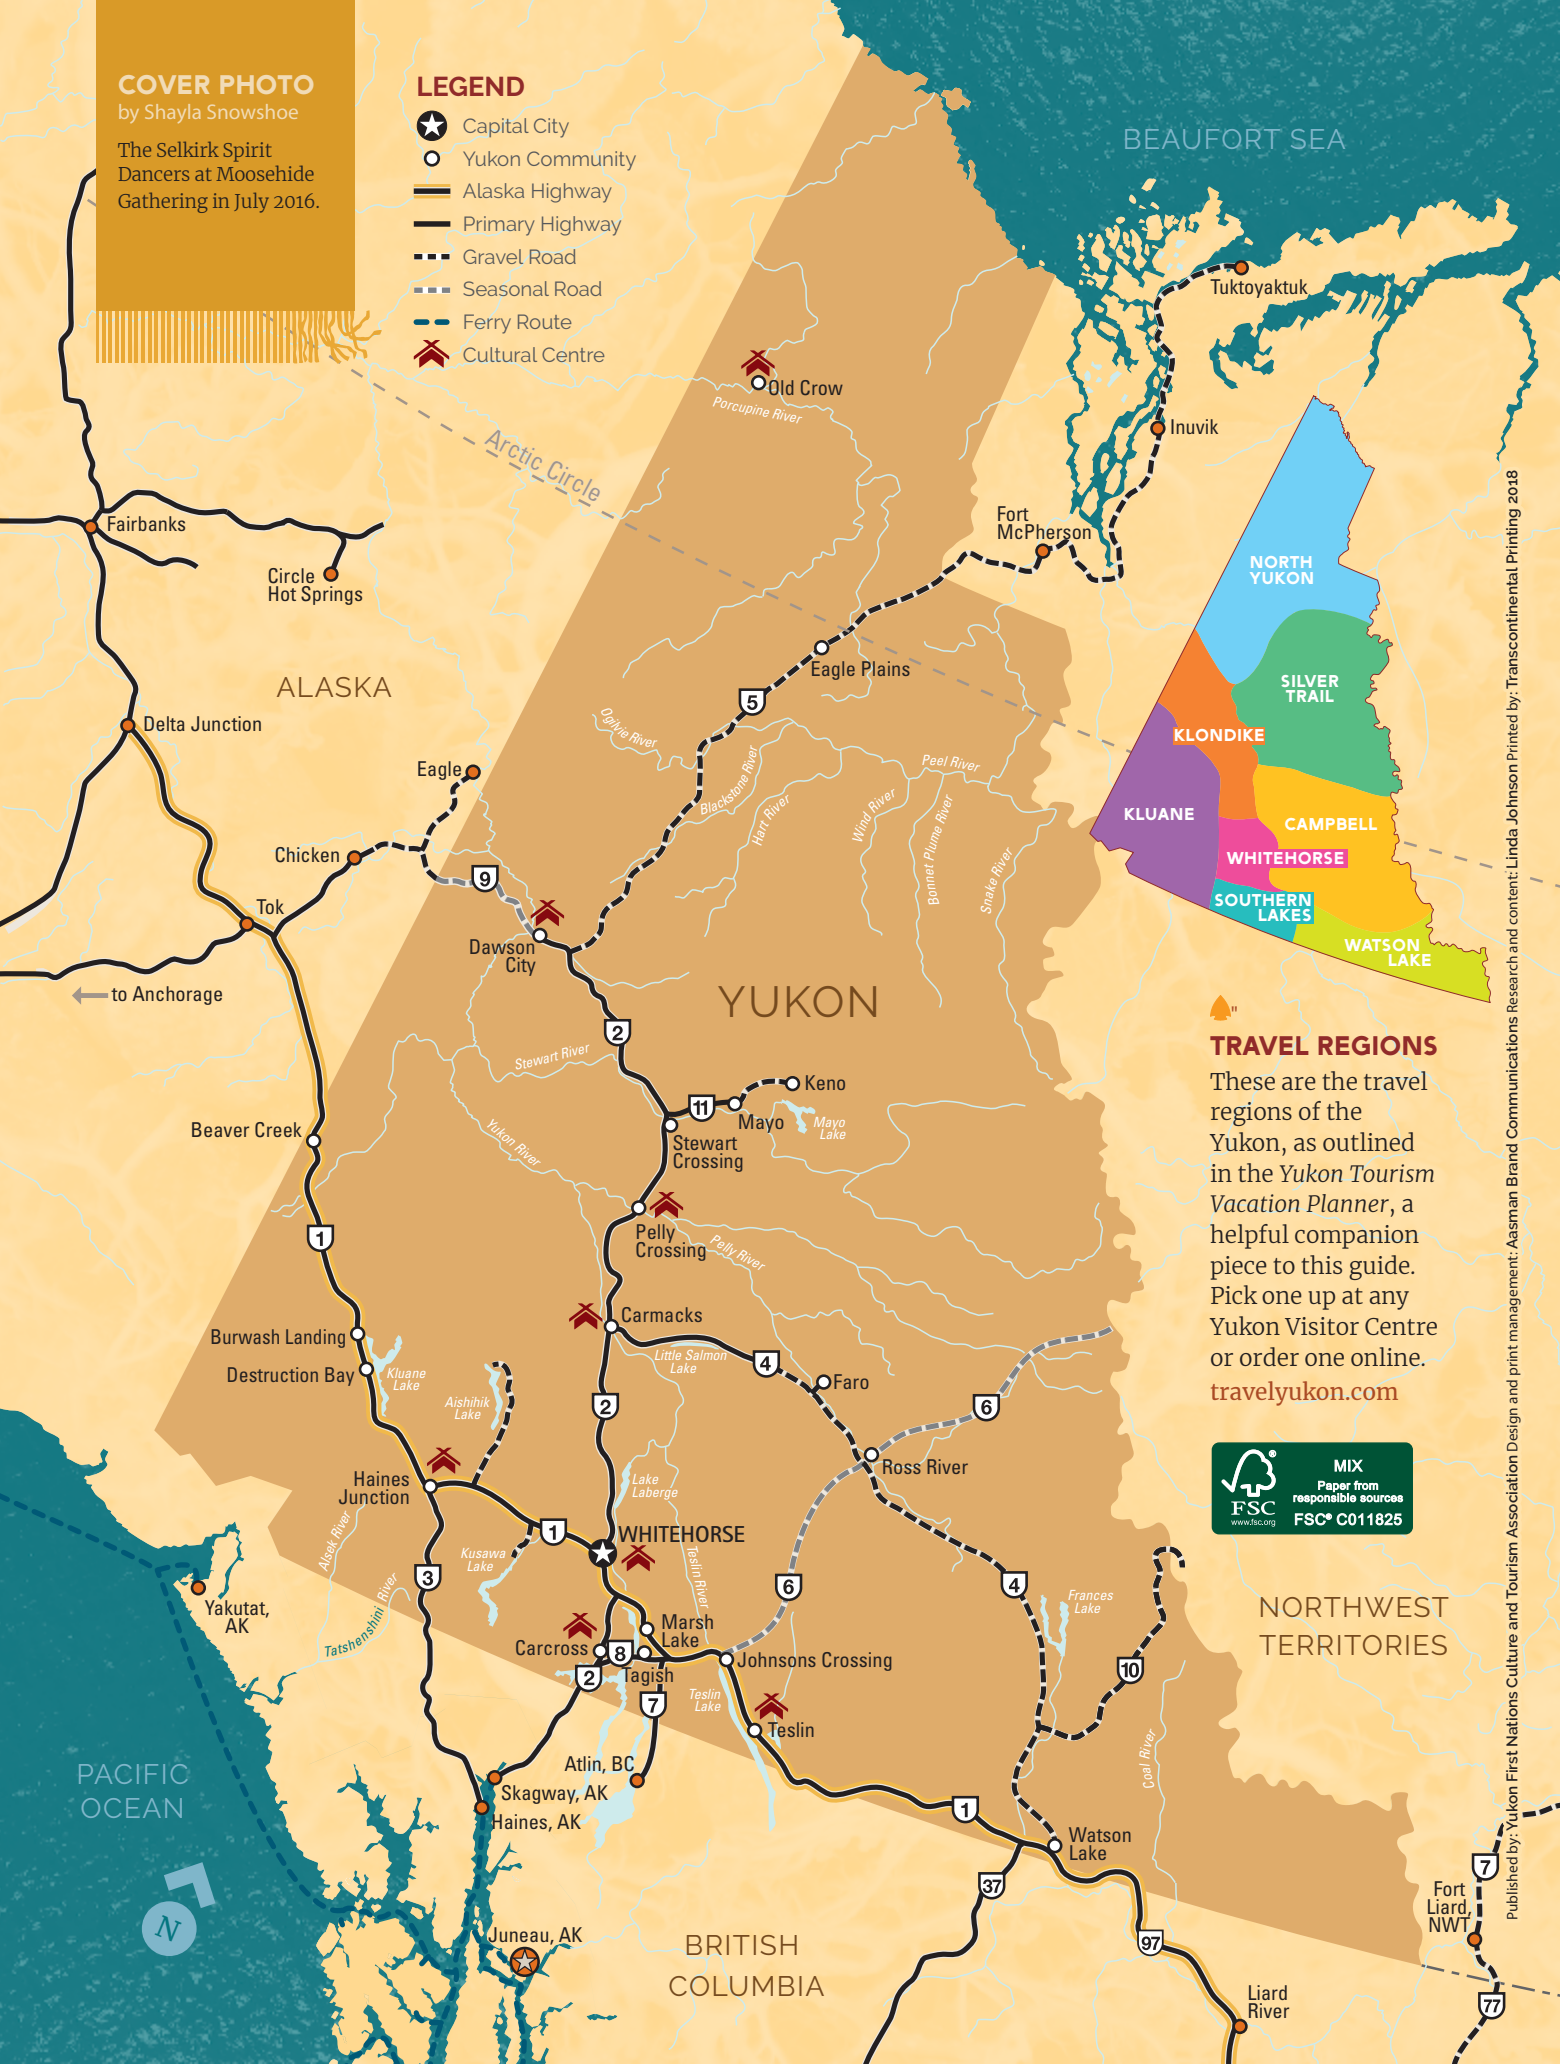 COVER PHOTO
by Shayla Snowshoe
The Selkirk Spirit
Dancers at Moosehide
Gathering in July 2016.
LEGEND
Capital City
Yukon Community
Alaska Highway
Primary Highway
Gravel Road
Seasonal Road
Ferry Route
Cultural Centre
BEAUFORT SEA
Tuktoyaktuk
Old Crow
Porcupine River
Inuvik
Arctic Circle
Fort
McPherson
Fairbanks
Circle
Hot Springs
ALASKA
Eagle Plains
5
Delta Junction
Ogilvie River
Eagle
Blackstone River
Peel River
Hart River
Wind River
Bonnet Plume River
Snake River
Chicken
9
Tok
Dawson
City
to Anchorage
YUKON
2
Stewart River
Keno
11
Mayo
Mayo
Lake
Beaver Creek
Yukon River
Stewart
Crossing
1
Pelly
Crossing
Pelly River
Carmacks
Burwash Landing
Little Salmon
Lake
4
Destruction Bay
Kluane
Lake
Faro
Aishihik
Lake
2
6
Ross River
Haines
Junction
Lake
Laberge
Alsek River
1
WHITEHORSE
Kusawa
Lake
Teslin River
3
6
4
Frances
Lake
Yakutat,
AK
Tatshenshini River
Marsh
Lake
Carcross
8
Tagish
Johnsons Crossing
2
7
Teslin
Lake
Teslin
10
Coal River
Atlin, BC
Skagway, AK
Haines, AK
PACIFIC
OCEAN
1
Watson
Lake
37
N
Juneau, AK
BRITISH
COLUMBIA
97
Liard
River
NORTHWEST
TERRITORIES
7
Fort
Liard,
NWT
77
NORTH
YUKON
SILVER
TRAIL
KLONDIKE
KLUANE
CAMPBELL
WHITEHORSE
SOUTHERN
LAKES
WATSON
LAKE
"
TRAVEL REGIONS
These are the travel
regions of the
Yukon, as outlined
in the Yukon Tourism
Vacation Planner, a
helpful companion
piece to this guide.
Pick one up at any
Yukon Visitor Centre
or order one online.
travelyukon.com
FSC®
www.fsc.org
MIX
Paper from
responsible sources
FSC® C011825
Published by: Yukon First Nations Culture and Tourism Association Design and print management: Aasman Brand Communications Research and content: Linda Johnson Printed by: Transcontinental Printing 2018